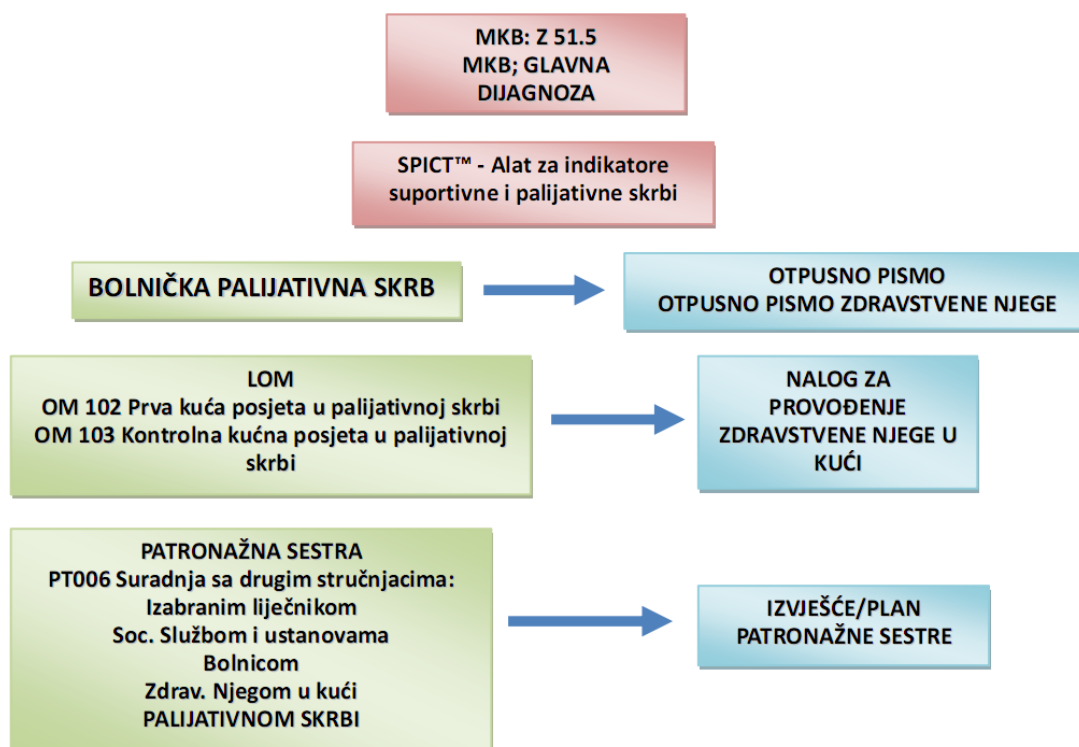 MKB: Z 51.5
MKB; GLAVNA
DIJAGNOZA
SPICT™ - Alat za indikatore
suportivne i palijativne skrbi
BOLNIČKA PALIJATIVNA SKRB
OTPUSNO PISMO
OTPUSNO PISMO ZDRAVSTVENE NJEGE
LOM
OM 102 Prva kuća posjeta u palijativnoj skrbi
OM 103 Kontrolna kućna posjeta u palijativnoj
skrbi
NALOG ZA
PROVOĐENJE
ZDRAVSTVENE NJEGE U
KUĆI
PATRONAŽNA SESTRA
PT006 Suradnja sa drugim stručnjacima:
Izabranim liječnikom
Soc. Službom i ustanovama
Bolnicom
Zdrav. Njegom u kući
PALIJATIVNOM SKRBI
IZVJEŠĆE/PLAN
PATRONAŽNE SESTRE